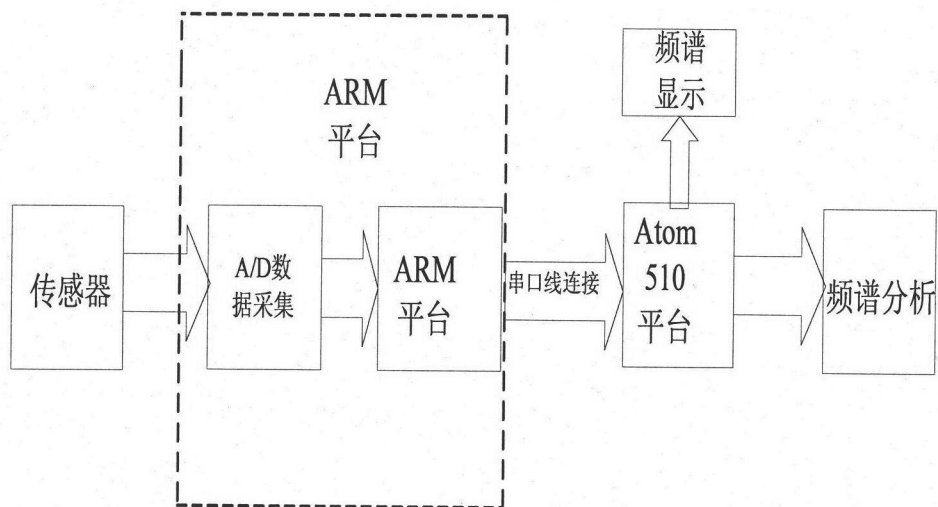 ARM
平台
频谱
显示
传感器
A/D数
据采集
ARM
平台
串口线连接
Atom
510
平台
频谱分析